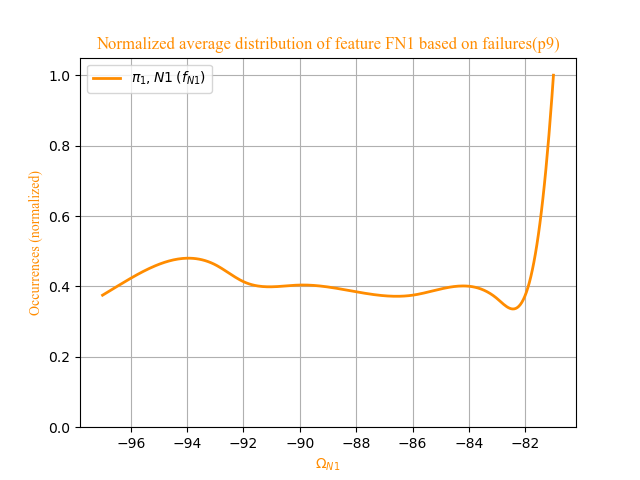 Normalized average distribution of feature FN1 based on failures(p9)
π1, N1 (fN1)
Occurrences (normalized)
1.0
0.8
0.6
0.4
0.2
0.0
−96 −94 −92 −90 −88 −86 −84 −82
ΩN1